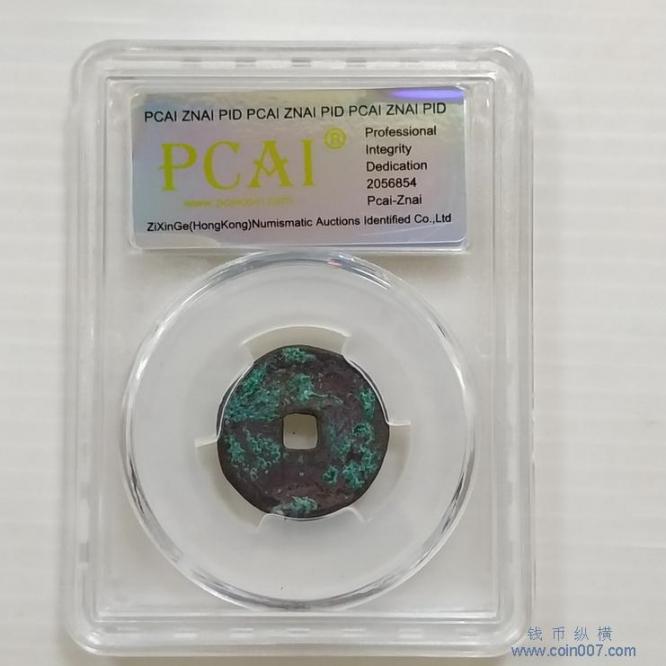 PCAI ZNAI PID PCAI ZNAI PID PCAI ZNAI PID
PCAI®
Professional
Integrity
Dedication
2056854
Pcai-Znai
ZiXinGe(HongKong)Numismatic Auctions Identified Co.,Ltd
钱币纵横
www.coin007.com